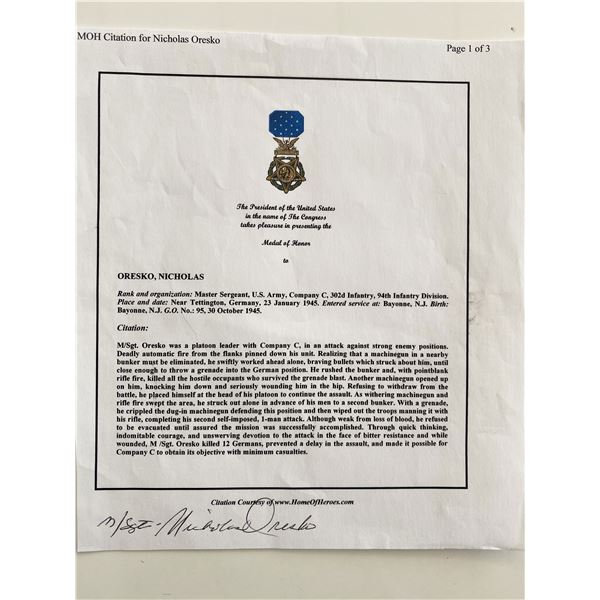 MOH Citation for Nicholas Oresko
Page 1 of 3
The President of the United States
in the name of The Congress
takes pleasure in presenting the
Medal of Honor
to
ORESKO, NICHOLAS
Rank and organization: Master Sergeant, U.S. Army, Company C, 302d Infantry, 94th Infantry Division.
Place and date: Near Tettington, Germany, 23 January 1945. Entered service at: Bayonne, N.J. Birth:
Bayonne, N.J. G.O. No.: 95, 30 October 1945.
Citation:
M/Sgt. Oresko was a platoon leader with Company C, in an attack against strong enemy positions.
Deadly automatic fire from the flanks pinned down his unit. Realizing that a machinegun in a nearby
bunker must be eliminated, he swiftly worked ahead alone, braving bullets which struck about him, until
close enough to throw a grenade into the German position. He rushed the bunker and, with pointblank
rifle fire, killed all the hostile occupants who survived the grenade blast. Another machinegun opened up
on him, knocking him down and seriously wounding him in the hip. Refusing to withdraw from the
battle, he placed himself at the head of his platoon to continue the assault. As withering machinegun and
rifle fire swept the area, he struck out alone in advance of his men to a second bunker. With a grenade,
he crippled the dug-in machinegun defending this position and then wiped out the troops manning it with
his rifle, completing his second self-imposed, 1-man attack. Although weak from loss of blood, he refused
to be evacuated until assured the mission was successfully accomplished. Through quick thinking,
indomitable courage, and unswerving devotion to the attack in the face of bitter resistance and while
wounded, M /Sgt. Oresko killed 12 Germans, prevented a delay in the assault, and made it possible for
Company C to obtain its objective with minimum casualties.
Citation Courtesy of www.HomeOfHeroes.com
M/Sgt- Nicholas Oresko